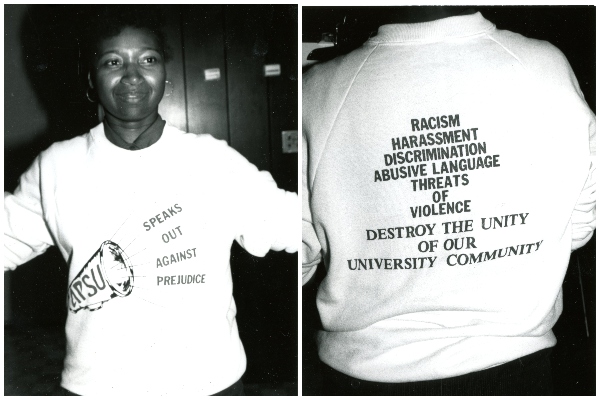 SPEAKS
OUT
AGAINST
PREJUDICE
APSU
RACISM
HARASSMENT
DISCRIMINATION
ABUSIVE LANGUAGE
THREATS
OF
VIOLENCE
DESTROY THE UNITY
OF OUR
UNIVERSITY COMMUNITY